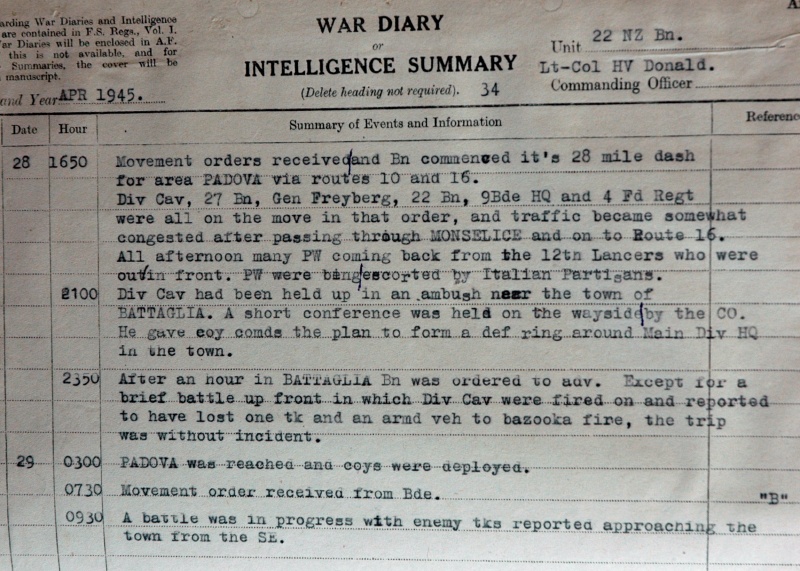 arding War Diaries and Intelligence
are contained in F.S. Regs., Vol. I.
ar Diaries will be enclosed in A.F.
this is not available, and for
Summaries, the cover will be
manuscript.
and Year APR 1945.
WAR DIARY
or
INTELLIGENCE SUMMARY
(Delete heading not required). 34
Unit 22 NZ Bn.
Lt-Col HV Donald.
Commanding Officer
Date Hour Summary of Events and Information Referenc
28 1650 Movement orders received and Bn commenced it's 28 mile dash
for area PADOVA via routes 10 and 16.
Div Cav, 27 Bn, Gen Freyberg, 22 Bn, 9Bde HQ and 4 Fd Regt
were all on the move in that order, and traffic became somewhat
congested after passing through MONSELICE and on to Route 16.
All afternoon many PW coming back from the 12tn Lancers who were
out in front. PW were bing escorted by Italian Partisans.
2100 Div Cav had been held up in an ambush near the town of
BATTAGLIA. A short conference was held on the wayside by the CO.
He gave coy comds the plan to form a def ring around Main Div HQ
in the town.
2350 After an hour in BATTAGLIA Bn was ordered to adv. Except for a
brief battle up front in which Div Cav were fired on and reported
to have lost one tk and an armd veh to bazooka fire, the trip
was without incident.
29 0300 PADOVA was reached and coys were deployed.
0730 Movement order received from Bde. "B"
0930 A battle was in progress with enemy tks reported approaching the
town from the SE.